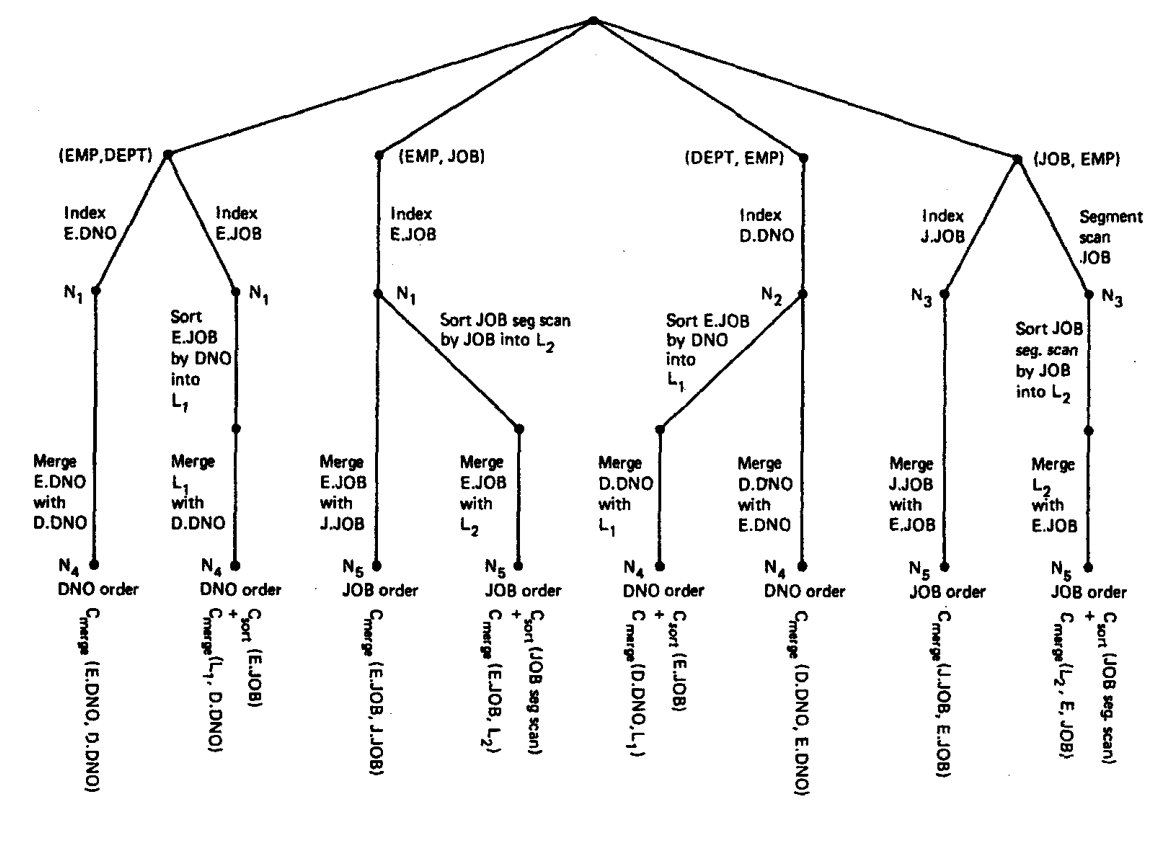 (EMP,DEPT)
(EMP, JOB)
(DEPT, EMP)
(JOB, EMP)
Index
E.DNO
Index
E.JOB
Index
E.JOB
Index
D.DNO
Index
J.JOB
Segment
scan
JOB
N1
N1
N1
N2
N3
N3
Sort
E.JOB
by DNO
into
L1
Sort JOB seg scan
by JOB into L2
Sort E.JOB
by DNO
into
L1
Sort JOB
seg. scan
by JOB
into L2
Merge
E.DNO
with
D.DNO
Merge
L1
with
D.DNO
Merge
E.JOB
with
J.JOB
Merge
E.JOB
with
L2
Merge
D.DNO
with
L1
Merge
D.DNO
with
E.DNO
Merge
J.JOB
with
E.JOB
Merge
L2
with
E.JOB
N4
DNO order
N4
DNO order
N5
JOB order
N5
JOB order
N4
DNO order
N4
DNO order
N5
JOB order
N5
JOB order
Cmerge (E.DNO, D.DNO)
Csort (E.JOB)
+
Cmerge(L1, D.DNO)
Cmerge (E.JOB, J.JOB)
Csort (JOB seg scan)
+
Cmerge (E.JOB, L2)
Csort (E.JOB)
+
Cmerge(D.DNO,L1)
Cmerge (D.DNO, E.DNO)
Cmerge(J.JOB, E.JOB)
Csort (JOB seg. scan)
+
Cmerge(L2, E, JOB)